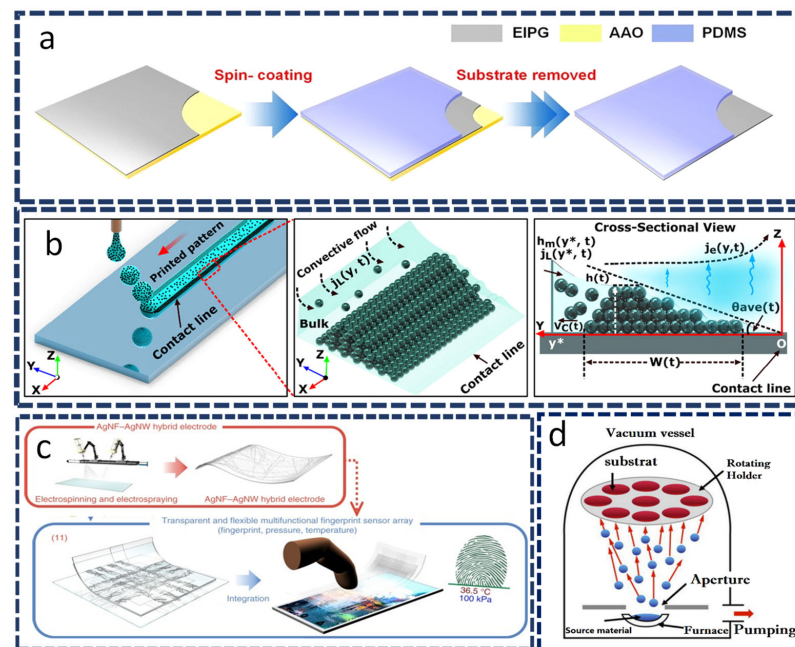 a
EIPG AAO PDMS
Spin- coating
Substrate removed
b
Printed pattern
Contact line
Z
Y
X
Convective flow
jL(y, t)
Bulk
Contact line
Z
Y
X
Cross-Sectional View
Z
hm(y*, t)
jL(y*, t)
je(y,t)
h(t)
θave(t)
vc(t)
Y
y*
W(t)
O
Contact line
c
AgNF–AgNW hybrid electrode
Electrospinning and electrospraying
AgNF–AgNW hybrid electrode
Transparent and flexible multifunctional fingerprint sensor array
(fingerprint, pressure, temperature)
(11)
Integration
36.5 °C
100 kPa
d
Vacuum vessel
substrat
Rotating
Holder
Aperture
Source material
Furnace
Pumping